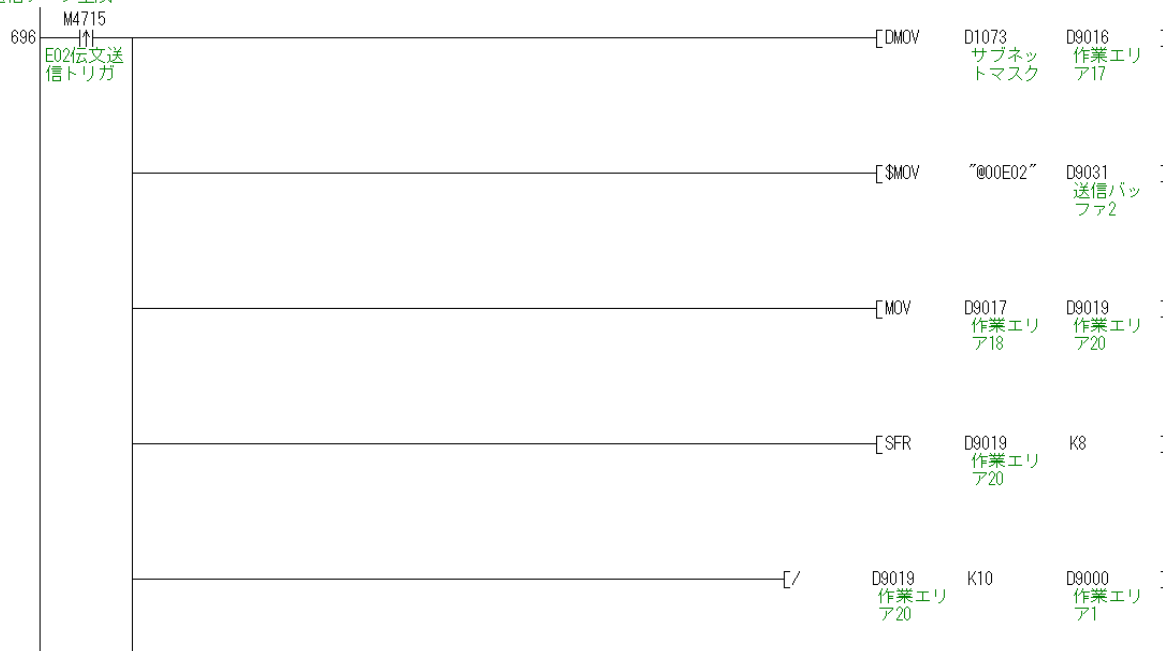 M4715
696 [DMOV D1073 D9016 ]
E02伝文送 サブネッ 作業エリ
信トリガ トマスク ア17
[$MOV "@00E02" D9031 ]
送信バッ
ファ2
[MOV D9017 D9019 ]
作業エリ 作業エリ
ア18 ア20
[SFR D9019 K8 ]
作業エリ
ア20
[/ D9019 K10 D9000 ]
作業エリ 作業エリ
ア20 ア1